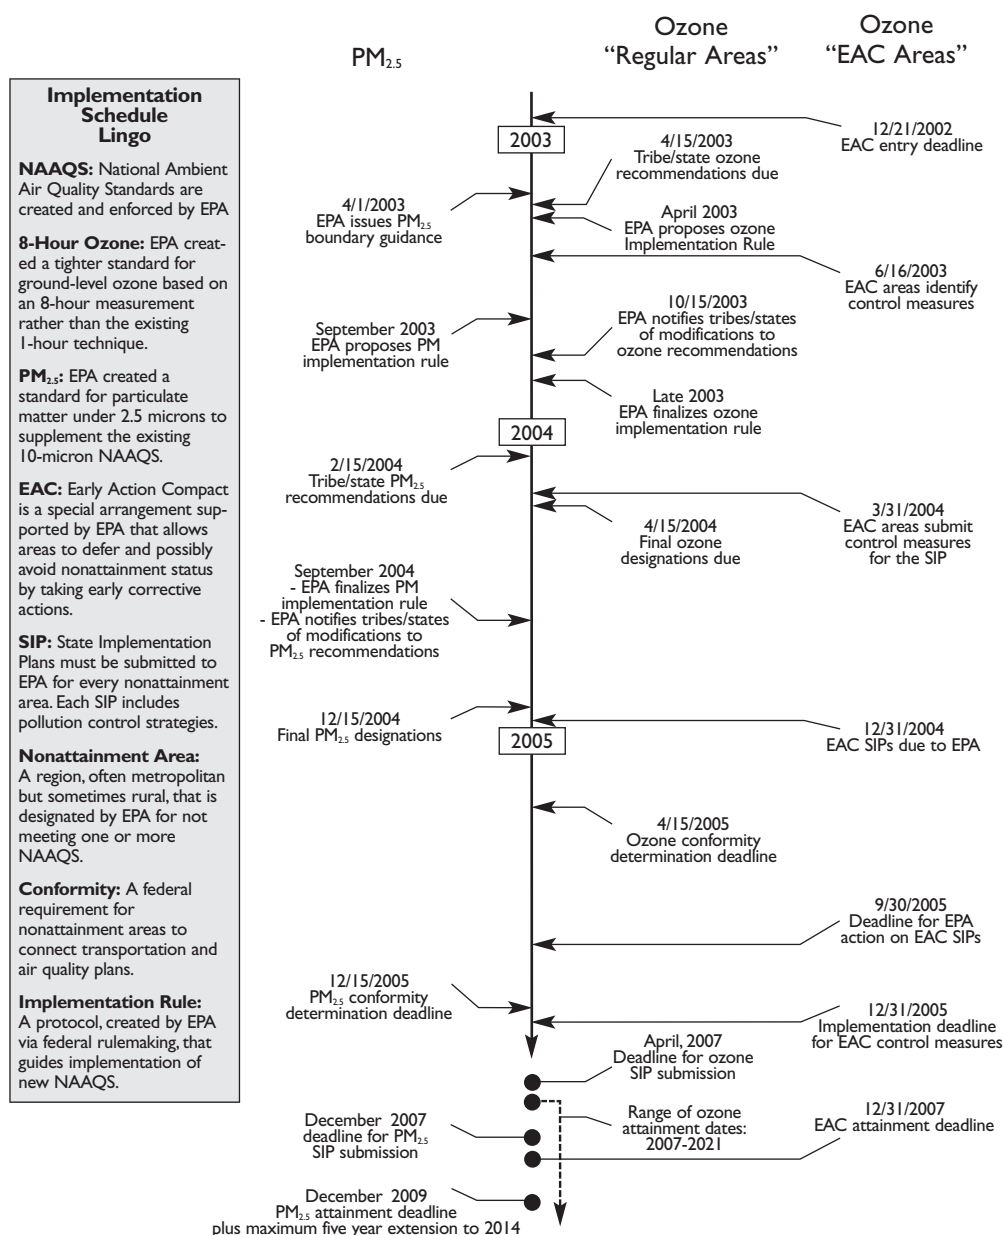 PM2.5
Ozone
“Regular Areas”
Ozone
“EAC Areas”
Implementation
Schedule
Lingo
NAAQS: National Ambient
Air Quality Standards are
created and enforced by EPA
8-Hour Ozone: EPA creat-
ed a tighter standard for
ground-level ozone based on
an 8-hour measurement
rather than the existing
1-hour technique.
PM2.5: EPA created a
standard for particulate
matter under 2.5 microns to
supplement the existing
10-micron NAAQS.
EAC: Early Action Compact
is a special arrangement sup-
ported by EPA that allows
areas to defer and possibly
avoid nonattainment status
by taking early corrective
actions.
SIP: State Implementation
Plans must be submitted to
EPA for every nonattainment
area. Each SIP includes
pollution control strategies.
Nonattainment Area:
A region, often metropolitan
but sometimes rural, that is
designated by EPA for not
meeting one or more
NAAQS.
Conformity: A federal
requirement for
nonattainment areas to
connect transportation and
air quality plans.
Implementation Rule:
A protocol, created by EPA
via federal rulemaking, that
guides implementation of
new NAAQS.
12/21/2002
EAC entry deadline
2003
4/15/2003
Tribe/state ozone
recommendations due
4/1/2003
EPA issues PM2.5
boundary guidance
April 2003
EPA proposes ozone
Implementation Rule
6/16/2003
EAC areas identify
control measures
10/15/2003
EPA notifies tribes/states
of modifications to
ozone recommendations
September 2003
EPA proposes PM
implementation rule
Late 2003
EPA finalizes ozone
implementation rule
2004
2/15/2004
Tribe/state PM2.5
recommendations due
3/31/2004
EAC areas submit
control measures
for the SIP
4/15/2004
Final ozone
designations due
September 2004
- EPA finalizes PM
implementation rule
- EPA notifies tribes/states
of modifications to
PM2.5 recommendations
12/15/2004
Final PM2.5 designations
12/31/2004
EAC SIPs due to EPA
2005
4/15/2005
Ozone conformity
determination deadline
9/30/2005
Deadline for EPA
action on EAC SIPs
12/15/2005
PM2.5 conformity
determination deadline
12/31/2005
Implementation deadline
for EAC control measures
April, 2007
Deadline for ozone
SIP submission
Range of ozone
attainment dates:
2007-2021
12/31/2007
EAC attainment deadline
December 2007
deadline for PM2.5
SIP submission
December 2009
PM2.5 attainment deadline
plus maximum five year extension to 2014